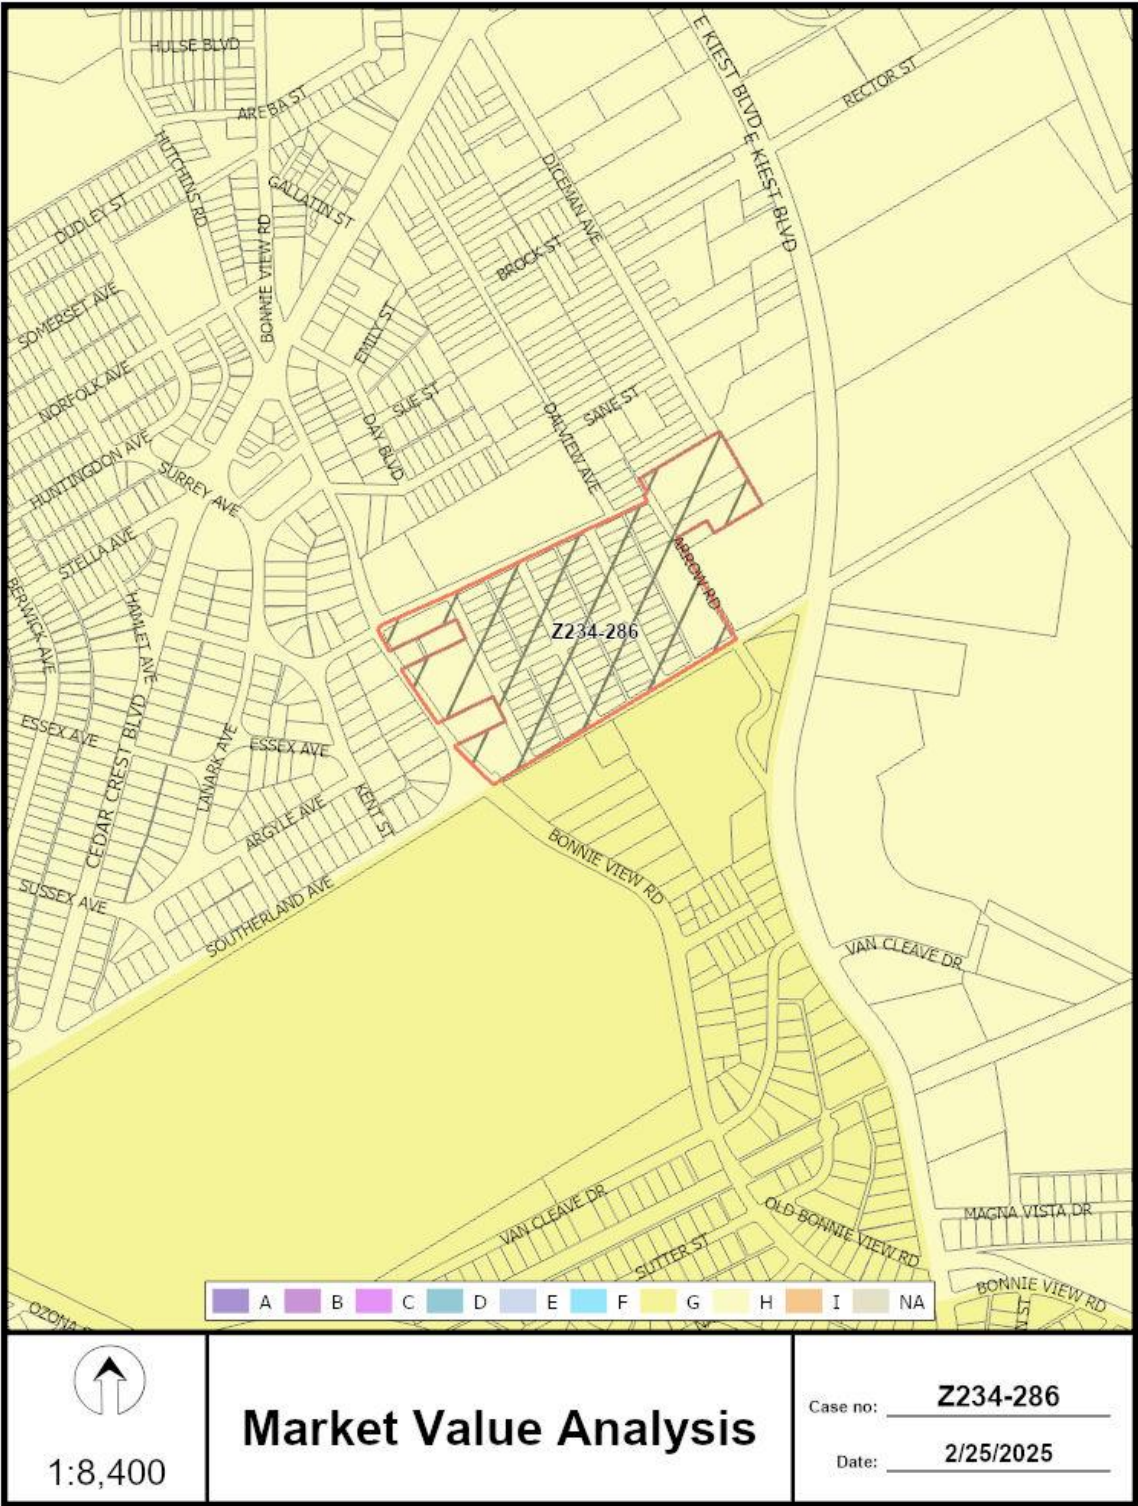 HULSE BLVD
E KIEST BLVD
RECTOR ST
AREBA ST
E KIEST BLVD
HUTCHINS RD
DICEMAN AVE
GALLATIN ST
DUDLEY ST
BONNIE VIEW RD
BROCK ST
SOMERSET AVE
EMILY ST
NORFOLK AVE
SUE ST
SANE ST
DAY BLVD
DALVIEW AVE
HUNTINGDON AVE
SURREY AVE
STELLA AVE
ARROW RD
BERWICK AVE
HAMLET AVE
Z234-286
ESSEX AVE
CEDAR CREST BLVD
LANARK AVE
ESSEX AVE
KENT ST
ARGYLE AVE
BONNIE VIEW RD
SUSSEX AVE
SOUTHERLAND AVE
VAN CLEAVE DR
VAN CLEAVE DR
OLD BONNIE VIEW RD
MAGNA VISTA DR
SUTTER ST
BONNIE VIEW RD
OZONA
ST
A B C D E F G H I NA
1:8,400
Market Value Analysis
Case no: Z234-286
Date: 2/25/2025